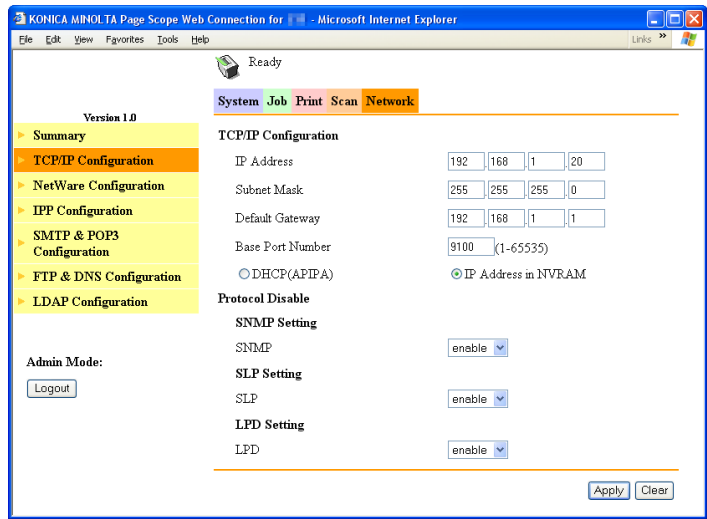 KONICA MINOLTA Page Scope Web Connection for - Microsoft Internet Explorer
File Edit View Favorites Tools Help Links »
Ready
System Job Print Scan Network
Version 1.0
Summary
TCP/IP Configuration
NetWare Configuration
IPP Configuration
SMTP & POP3
Configuration
FTP & DNS Configuration
LDAP Configuration
Admin Mode:
Logout
TCP/IP Configuration
IP Address 192 . 168 . 1 . 20
Subnet Mask 255 . 255 . 255 . 0
Default Gateway 192 . 168 . 1 . 1
Base Port Number 9100 (1-65535)
DHCP(APIPA) IP Address in NVRAM
Protocol Disable
SNMP Setting
SNMP enable
SLP Setting
SLP enable
LPD Setting
LPD enable
Apply Clear